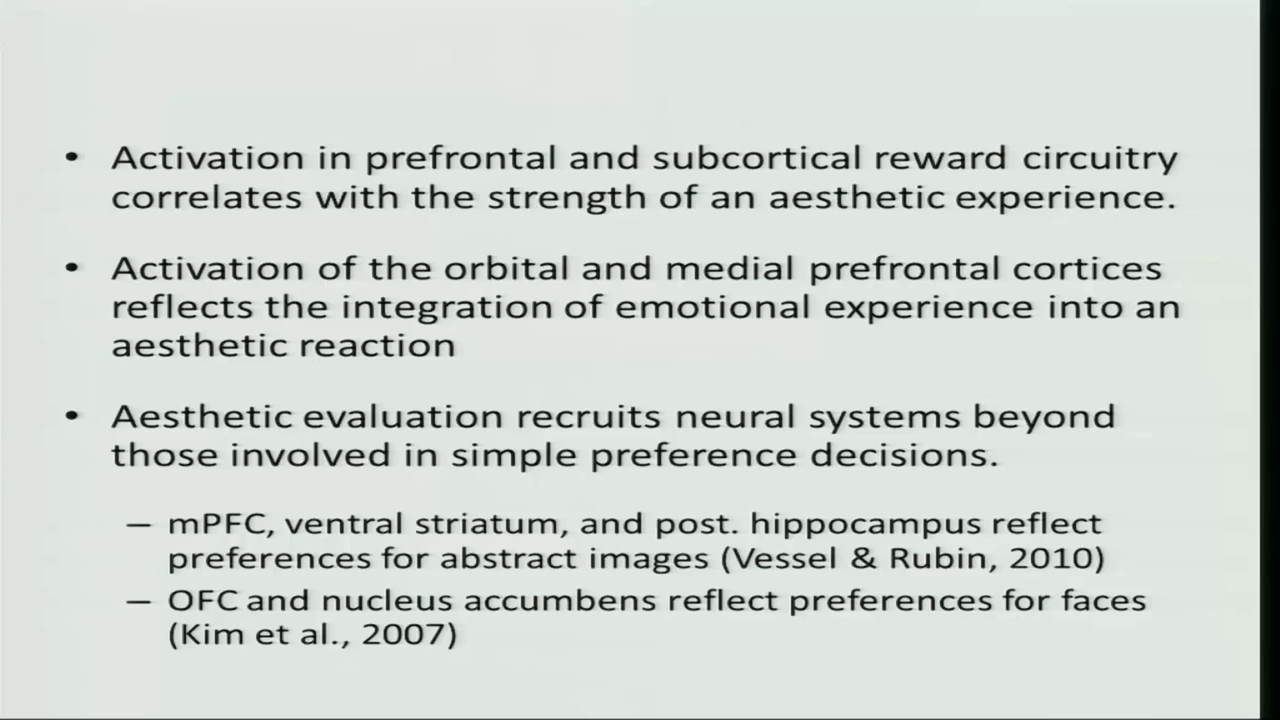 • Activation in prefrontal and subcortical reward circuitry
correlates with the strength of an aesthetic experience.
• Activation of the orbital and medial prefrontal cortices
reflects the integration of emotional experience into an
aesthetic reaction
• Aesthetic evaluation recruits neural systems beyond
those involved in simple preference decisions.
– mPFC, ventral striatum, and post. hippocampus reflect
preferences for abstract images (Vessel & Rubin, 2010)
– OFC and nucleus accumbens reflect preferences for faces
(Kim et al., 2007)